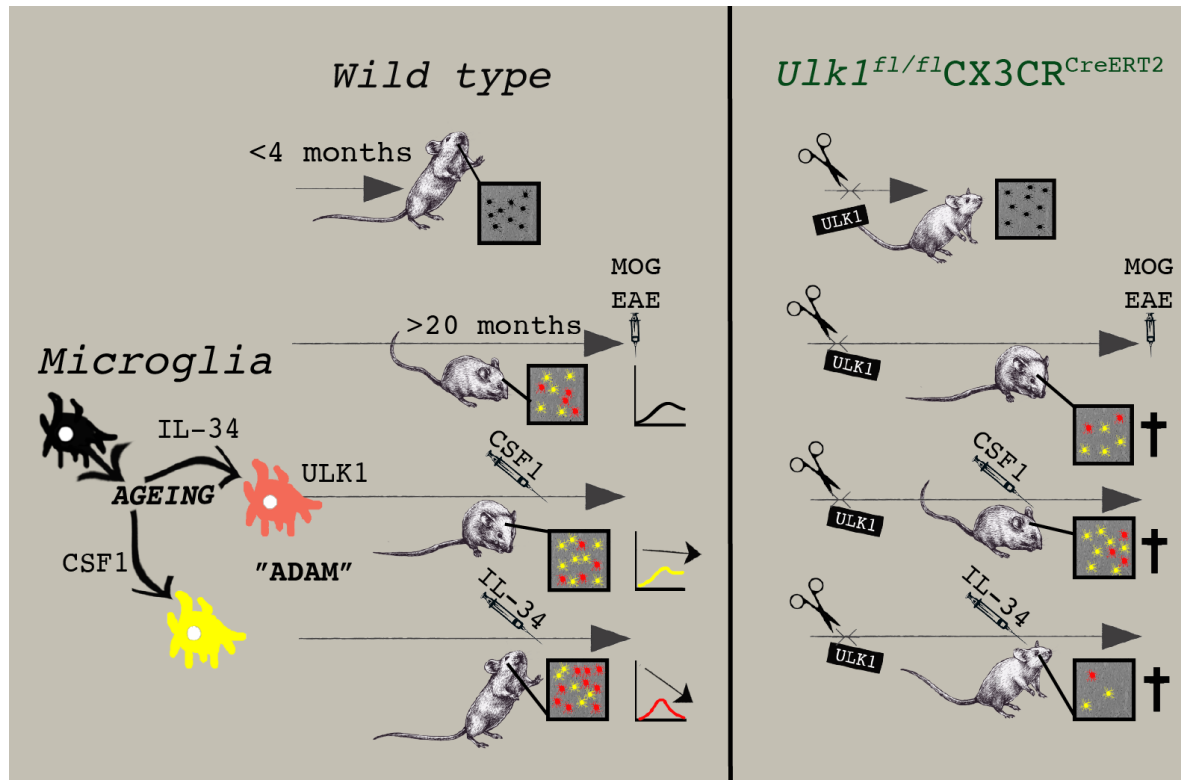 Wild type
<4 months
MOG
EAE
>20 months
Microglia
IL-34
AGEING
ULK1
CSF1
"ADAM"
CSF1
IL-34
Ulk1fl/flCX3CRCreERT2
ULK1
MOG
EAE
ULK1
CSF1
ULK1
IL-34
ULK1